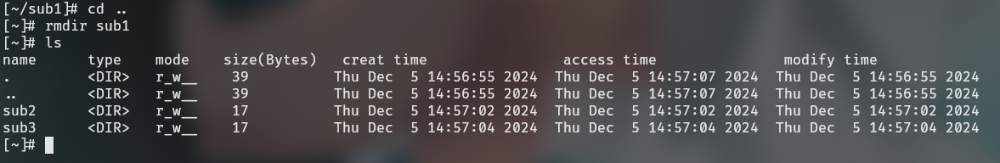 [~/sub1]# cd ..
[~]# rmdir sub1
[~]# ls
name      type    mode    size(Bytes)   creat time                access time               modify time
.         <DIR>   r_w__    39          Thu Dec  5 14:56:55 2024  Thu Dec  5 14:57:07 2024  Thu Dec  5 14:56:55 2024
..        <DIR>   r_w__    39          Thu Dec  5 14:56:55 2024  Thu Dec  5 14:57:07 2024  Thu Dec  5 14:56:55 2024
sub2      <DIR>   r_w__    17          Thu Dec  5 14:57:02 2024  Thu Dec  5 14:57:02 2024  Thu Dec  5 14:57:02 2024
sub3      <DIR>   r_w__    17          Thu Dec  5 14:57:04 2024  Thu Dec  5 14:57:04 2024  Thu Dec  5 14:57:04 2024
[~]#